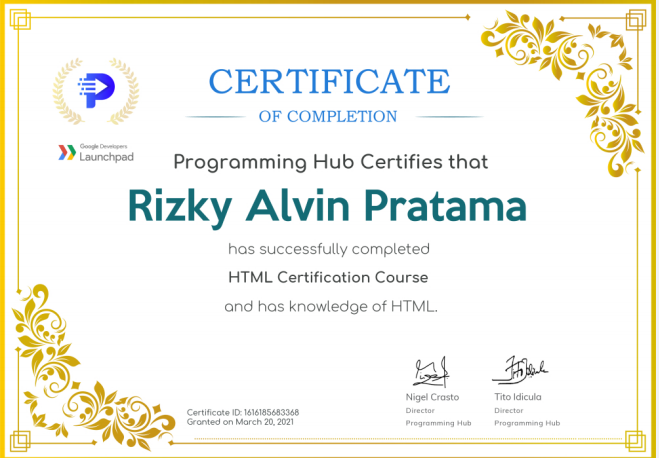 CERTIFICATE
OF COMPLETION
Google Developers
Launchpad
Programming Hub Certifies that
Rizky Alvin Pratama
has successfully completed
HTML Certification Course
and has knowledge of HTML.
Nigel Crasto
Director
Programming Hub
Tito Idicula
Director
Programming Hub
Certificate ID: 1616185683368
Granted on March 20, 2021